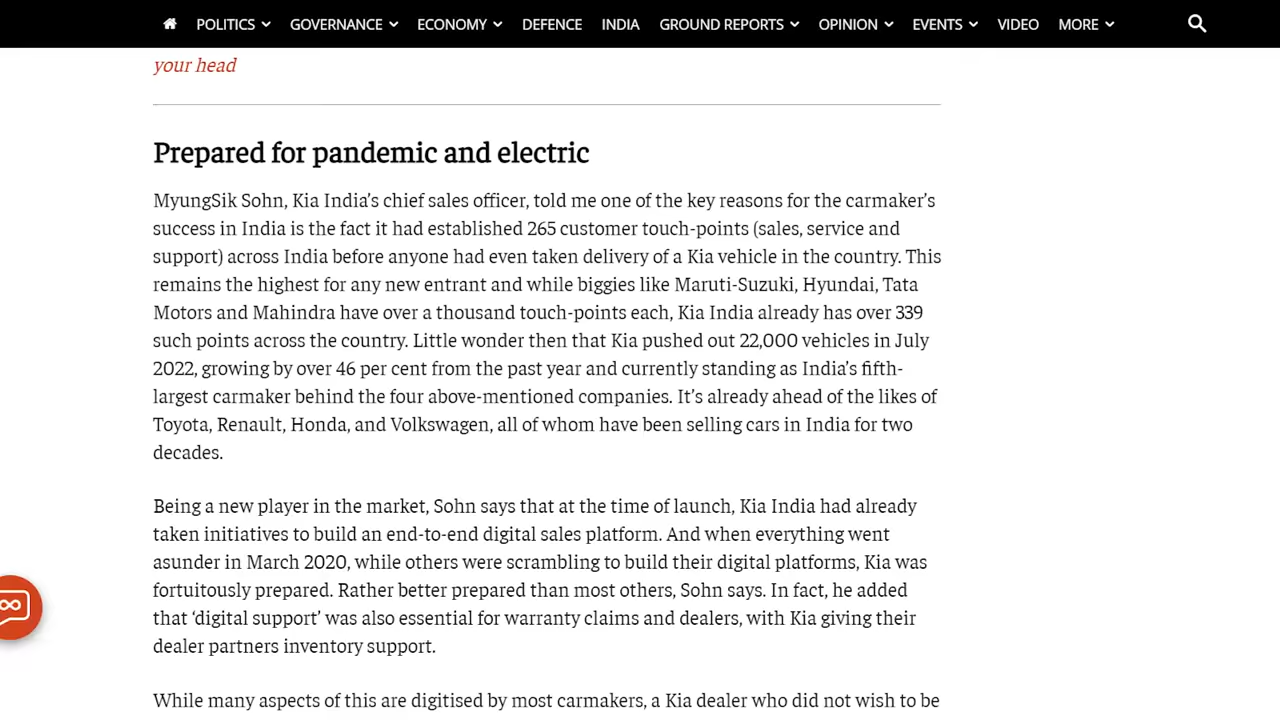 POLITICS GOVERNANCE ECONOMY DEFENCE INDIA GROUND REPORTS OPINION EVENTS VIDEO MORE
your head
Prepared for pandemic and electric
MyungSik Sohn, Kia India’s chief sales officer, told me one of the key reasons for the carmaker’s
success in India is the fact it had established 265 customer touch-points (sales, service and
support) across India before anyone had even taken delivery of a Kia vehicle in the country. This
remains the highest for any new entrant and while biggies like Maruti-Suzuki, Hyundai, Tata
Motors and Mahindra have over a thousand touch-points each, Kia India already has over 339
such points across the country. Little wonder then that Kia pushed out 22,000 vehicles in July
2022, growing by over 46 per cent from the past year and currently standing as India’s fifth-
largest carmaker behind the four above-mentioned companies. It’s already ahead of the likes of
Toyota, Renault, Honda, and Volkswagen, all of whom have been selling cars in India for two
decades.
Being a new player in the market, Sohn says that at the time of launch, Kia India had already
taken initiatives to build an end-to-end digital sales platform. And when everything went
asunder in March 2020, while others were scrambling to build their digital platforms, Kia was
fortuitously prepared. Rather better prepared than most others, Sohn says. In fact, he added
that ‘digital support’ was also essential for warranty claims and dealers, with Kia giving their
dealer partners inventory support.
While many aspects of this are digitised by most carmakers, a Kia dealer who did not wish to be